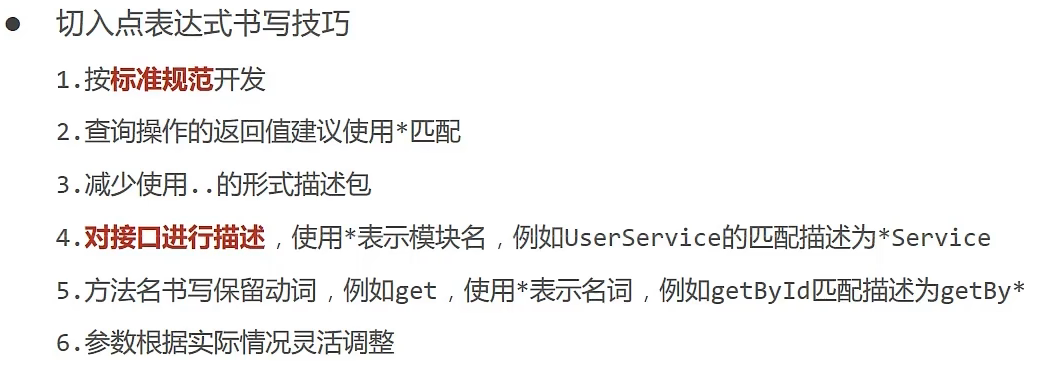 ● 切入点表达式书写技巧
1.按标准规范开发
2.查询操作的返回值建议使用*匹配
3.减少使用..的形式描述包
4.对接口进行描述，使用*表示模块名，例如UserService的匹配描述为*Service
5.方法名书写保留动词，例如get，使用*表示名词，例如getById匹配描述为getBy*
6.参数根据实际情况灵活调整